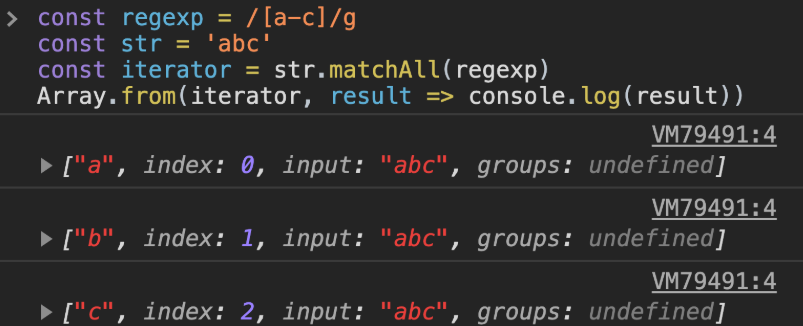 > const regexp = /[a-c]/g
const str = 'abc'
const iterator = str.matchAll(regexp)
Array.from(iterator, result => console.log(result))
VM79491:4
▶ ["a", index: 0, input: "abc", groups: undefined]
VM79491:4
▶ ["b", index: 1, input: "abc", groups: undefined]
VM79491:4
▶ ["c", index: 2, input: "abc", groups: undefined]